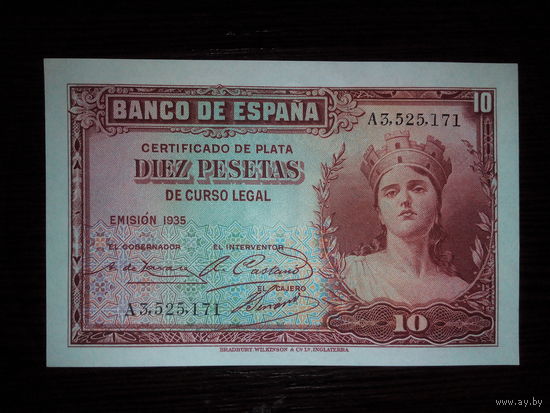 BANCO DE ESPAÑA
10
A3,525,171
CERTIFICADO DE PLATA
DIEZ PESETAS
DE CURSO LEGAL
EMISIÓN 1935
EL GOBERNADOR EL INTERVENTOR
EL CAJERO
A3,525,171
10
BRADBURY, WILKINSON & Cº Lᵈ, INGLATERRA
www.ay.by